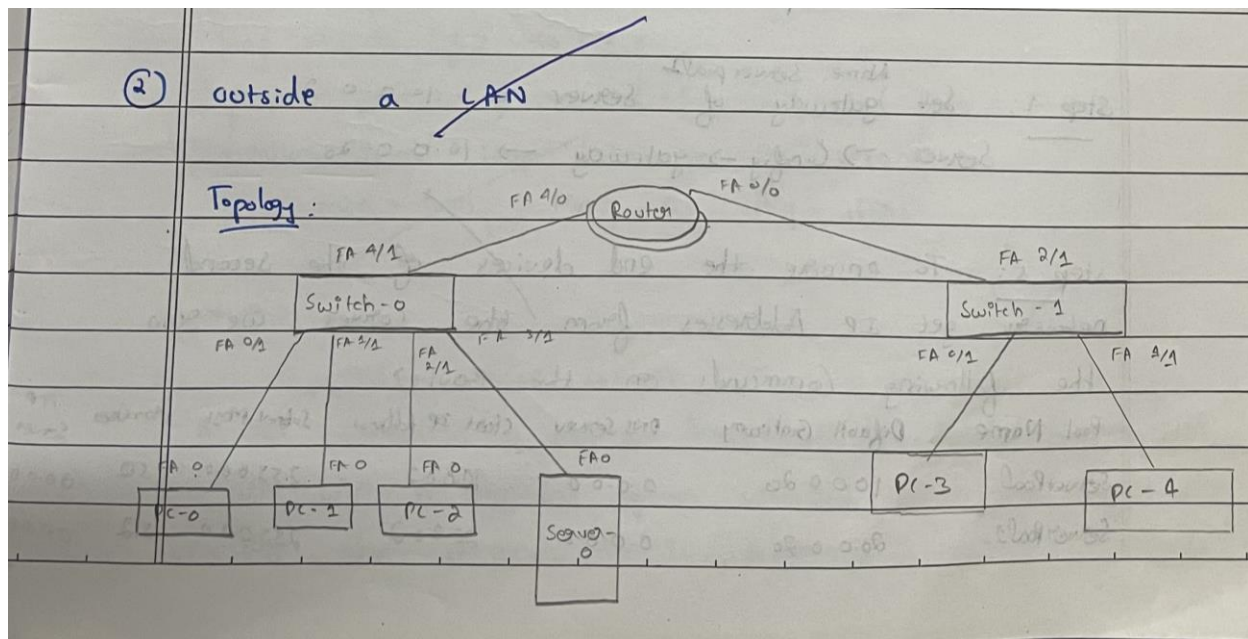 ② outside a LAN
Topology :
FA 4/0 Router FA 0/0
FA 4/1 FA 2/1
Switch-0 Switch - 1
FA 0/1 FA 1/1 FA 2/1 FA 3/1 FA 0/1 FA 1/1
FA 0 FA 0 FA 0 FA0
PC-0 PC-1 PC-2 PC-3 PC-4
Server-
0